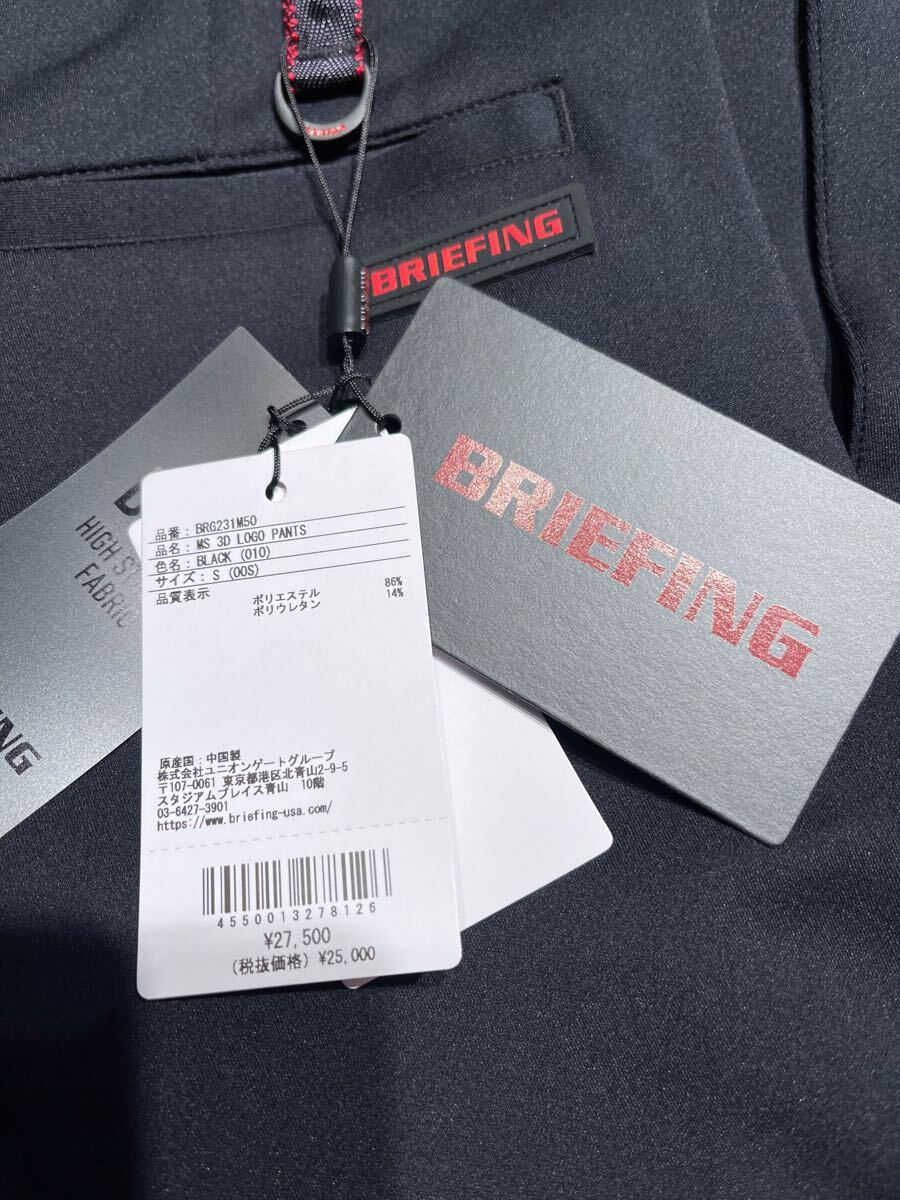 BRIEFING
BRIEFING
HIGH S
FABRIC
ING
品番：BRG231M50
品名：MS 3D LOGO PANTS
色名：BLACK (010)
サイズ：S (00S)
品質表示
ポリエステル 86%
ポリウレタン 14%
原産国：中国製
株式会社ユニオンゲートグループ
〒107-0061 東京都港区北青山2-9-5
スタジアムプレイス青山 10階
03-6427-3901
https://www.briefing-usa.com/
4550013278126
¥27,500
(税抜価格) ¥25,000